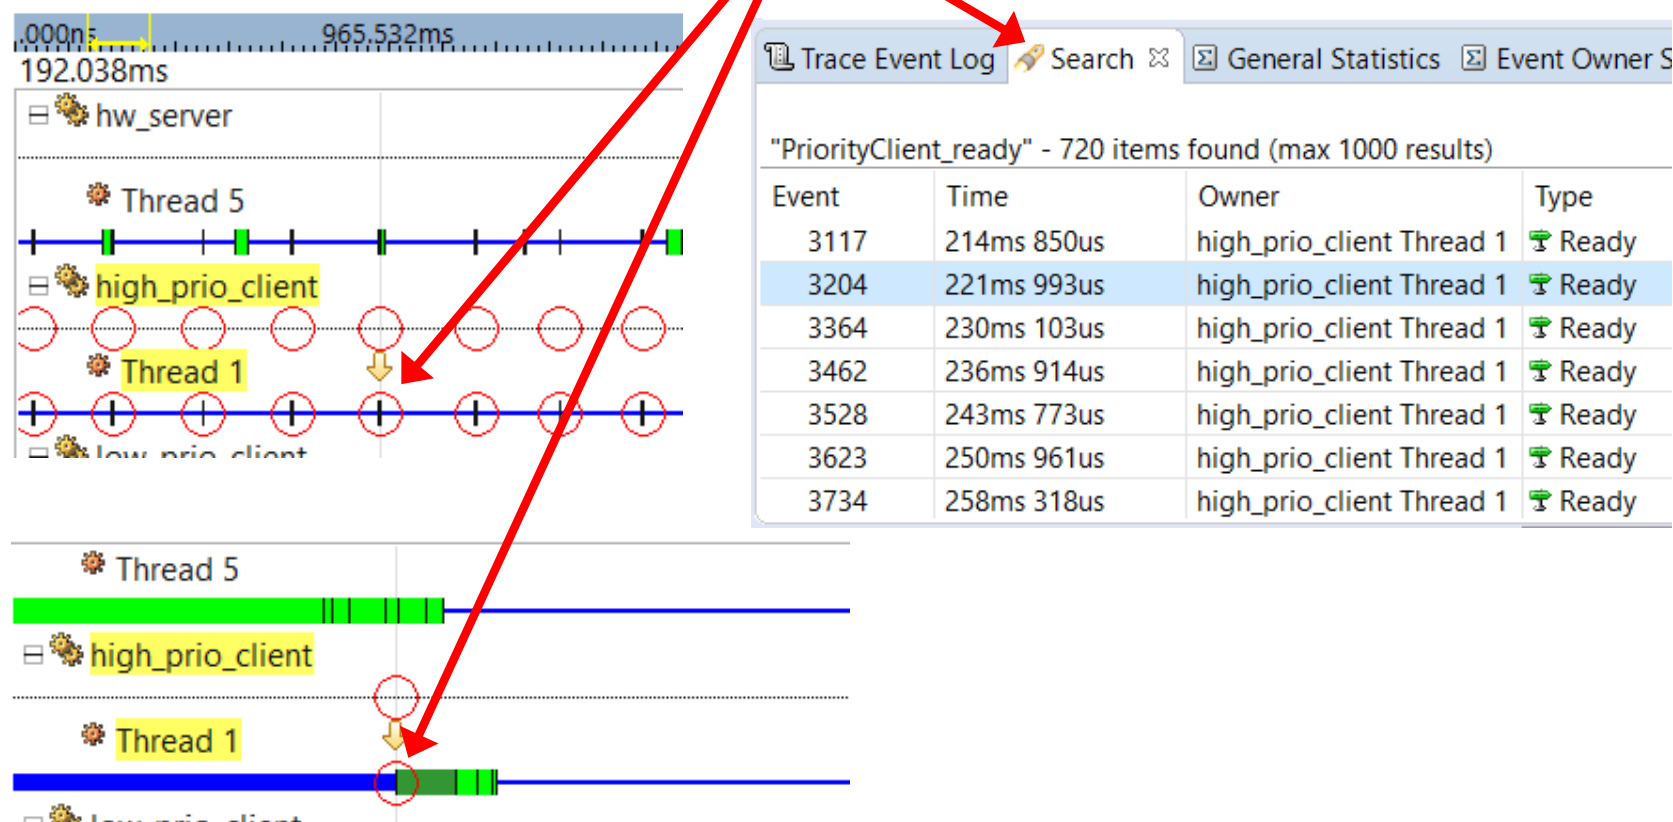 .000ns 965.532ms
192.038ms
hw_server
Thread 5
high_prio_client
Thread 1
low_prio_client
Trace Event Log Search General Statistics Event Owner S
"PriorityClient_ready" - 720 items found (max 1000 results)
Event Time Owner Type
3117 214ms 850us high_prio_client Thread 1 Ready
3204 221ms 993us high_prio_client Thread 1 Ready
3364 230ms 103us high_prio_client Thread 1 Ready
3462 236ms 914us high_prio_client Thread 1 Ready
3528 243ms 773us high_prio_client Thread 1 Ready
3623 250ms 961us high_prio_client Thread 1 Ready
3734 258ms 318us high_prio_client Thread 1 Ready
Thread 5
high_prio_client
Thread 1
low_prio_client